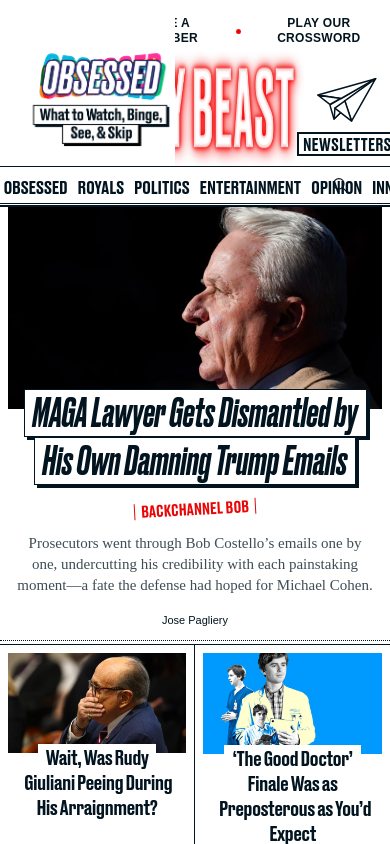 E A
BER
PLAY OUR
CROSSWORD
OBSESSED
What to Watch, Binge,
See, & Skip
Y BEAST
NEWSLETTERS
OBSESSED ROYALS POLITICS ENTERTAINMENT OPINION INN
MAGA Lawyer Gets Dismantled by
His Own Damning Trump Emails
BACKCHANNEL BOB
Prosecutors went through Bob Costello’s emails one by
one, undercutting his credibility with each painstaking
moment—a fate the defense had hoped for Michael Cohen.
Jose Pagliery
Wait, Was Rudy
Giuliani Peeing During
His Arraignment?
‘The Good Doctor’
Finale Was as
Preposterous as You’d
Expect